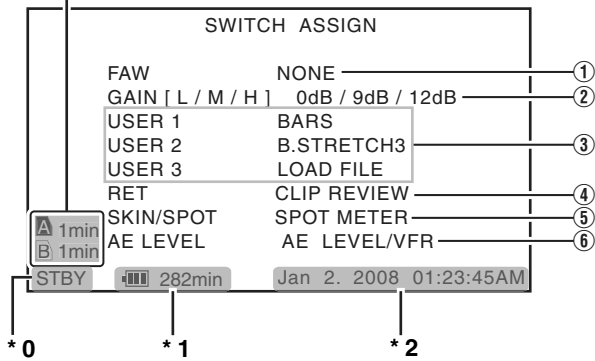 SWITCH ASSIGN
FAW NONE ①
GAIN [ L / M / H ] 0dB / 9dB / 12dB ②
USER 1 BARS
USER 2 B.STRETCH3 ③
USER 3 LOAD FILE
RET CLIP REVIEW ④
SKIN/SPOT SPOT METER ⑤
AE LEVEL AE LEVEL/VFR ⑥
A 1min
B 1min
STBY 282min Jan 2. 2008 01:23:45AM
*0 *1 *2